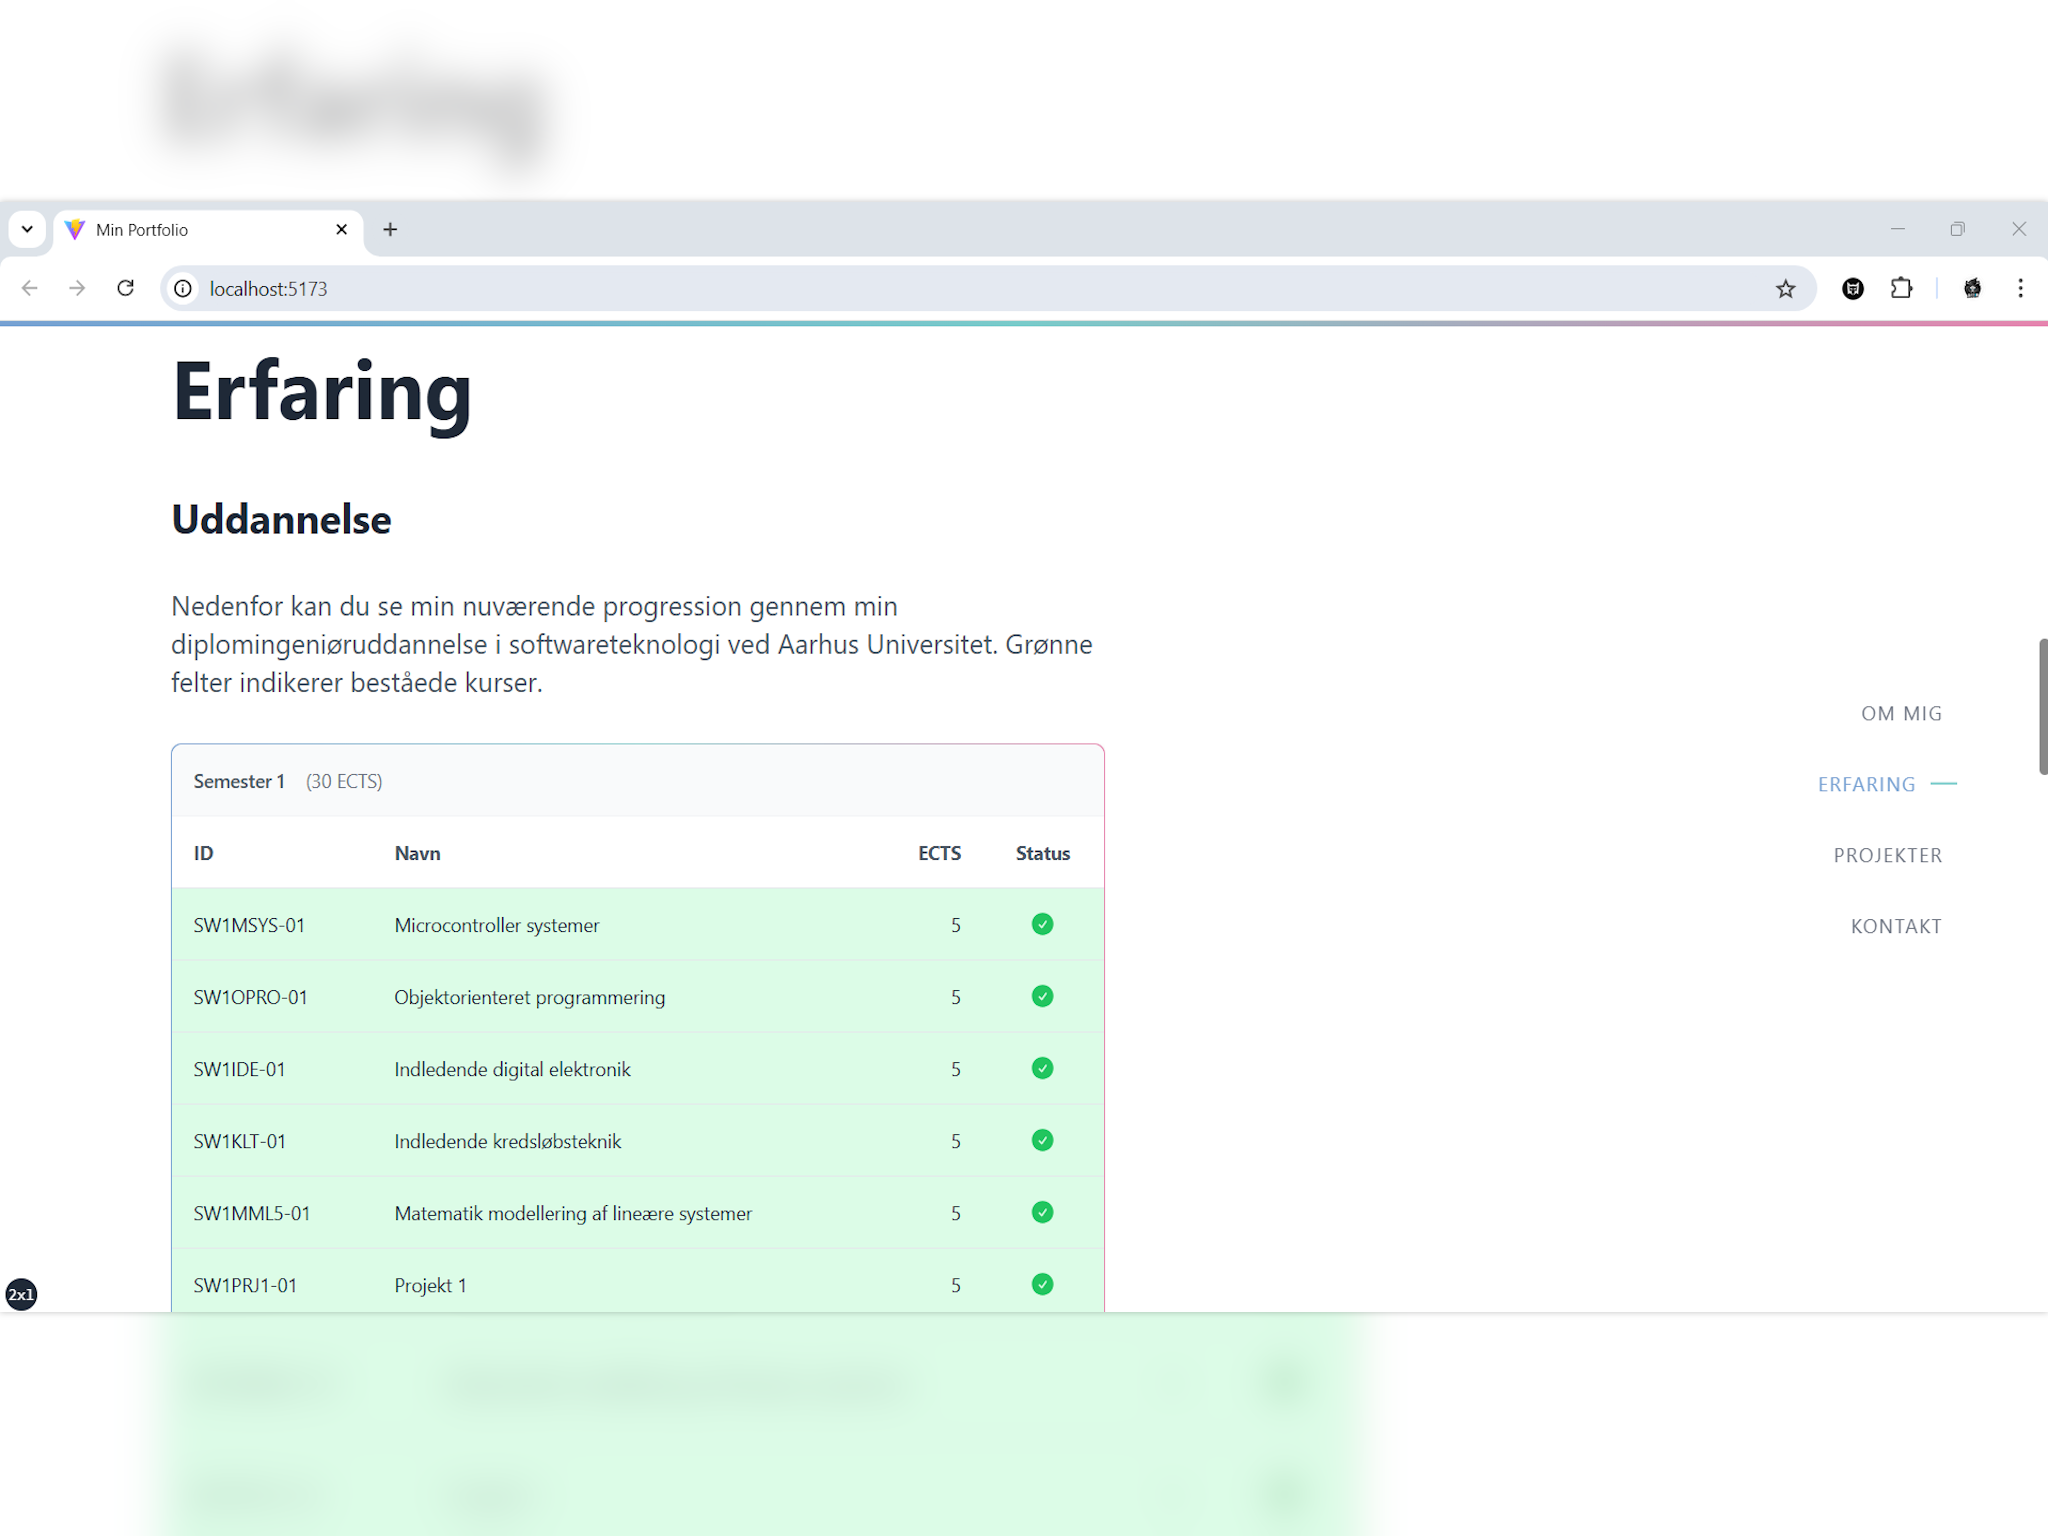 Erfaring
Min Portfolio
localhost:5173
Erfaring
Uddannelse
Nedenfor kan du se min nuværende progression gennem min
diplomingeniøruddannelse i softwareteknologi ved Aarhus Universitet. Grønne
felter indikerer beståede kurser.
OM MIG
ERFARING
PROJEKTER
KONTAKT
Semester 1 (30 ECTS)
ID Navn ECTS Status
SW1MSYS-01 Microcontroller systemer 5
SW1OPRO-01 Objektorienteret programmering 5
SW1IDE-01 Indledende digital elektronik 5
SW1KLT-01 Indledende kredsløbsteknik 5
SW1MML5-01 Matematik modellering af lineære systemer 5
SW1PRJ1-01 Projekt 1 5
2x1